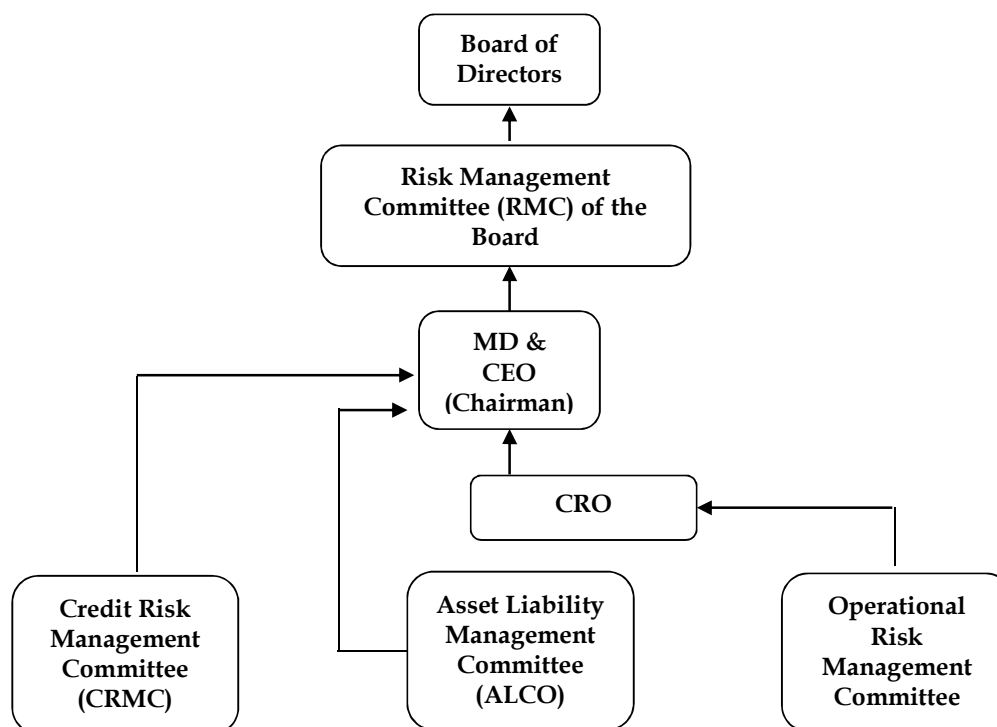 Board of
Directors
Risk Management
Committee (RMC) of the
Board
MD &
CEO
(Chairman)
CRO
Credit Risk
Management
Committee
(CRMC)
Asset Liability
Management
Committee
(ALCO)
Operational
Risk
Management
Committee